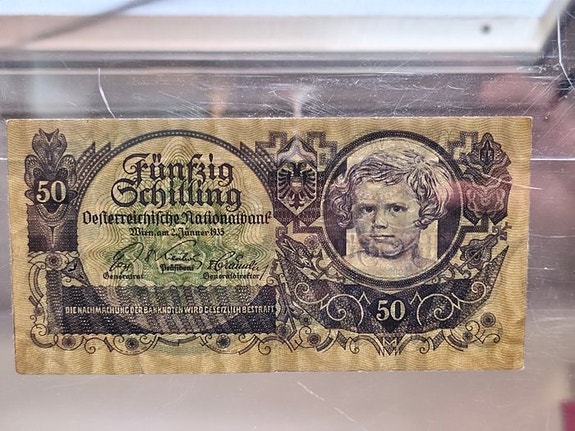 50
Fünfzig
Schilling
Oesterreichische Nationalbank
Wien, am 2. Jänner 1935
Generalrat Präsident Generaldirektor
DIE NACHMACHUNG DER BANKNOTEN WIRD GESETZLICH BESTRAFT
50